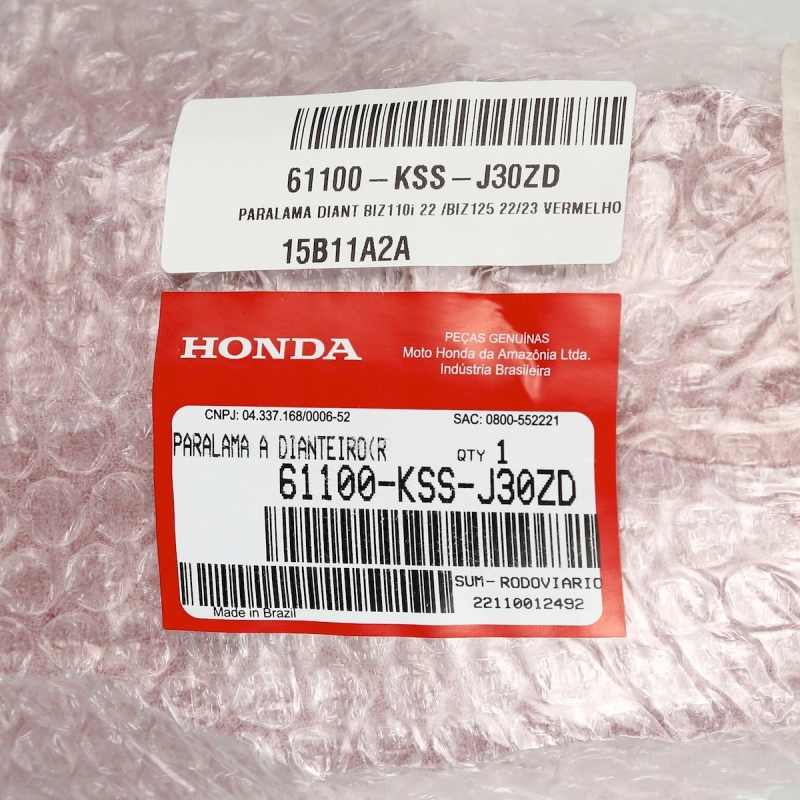 61100-KSS-J30ZD
PARALAMA DIANT BIZ110i 22 /BIZ125 22/23 VERMELHO
15B11A2A
HONDA
PEÇAS GENUÍNAS
Moto Honda da Amazônia Ltda.
Indústria Brasileira
CNPJ: 04.337.168/0006-52 SAC: 0800-552221
PARALAMA A DIANTEIRO(R QTY 1
61100-KSS-J30ZD
SUM-RODOVIARIO
22110012492
Made in Brazil